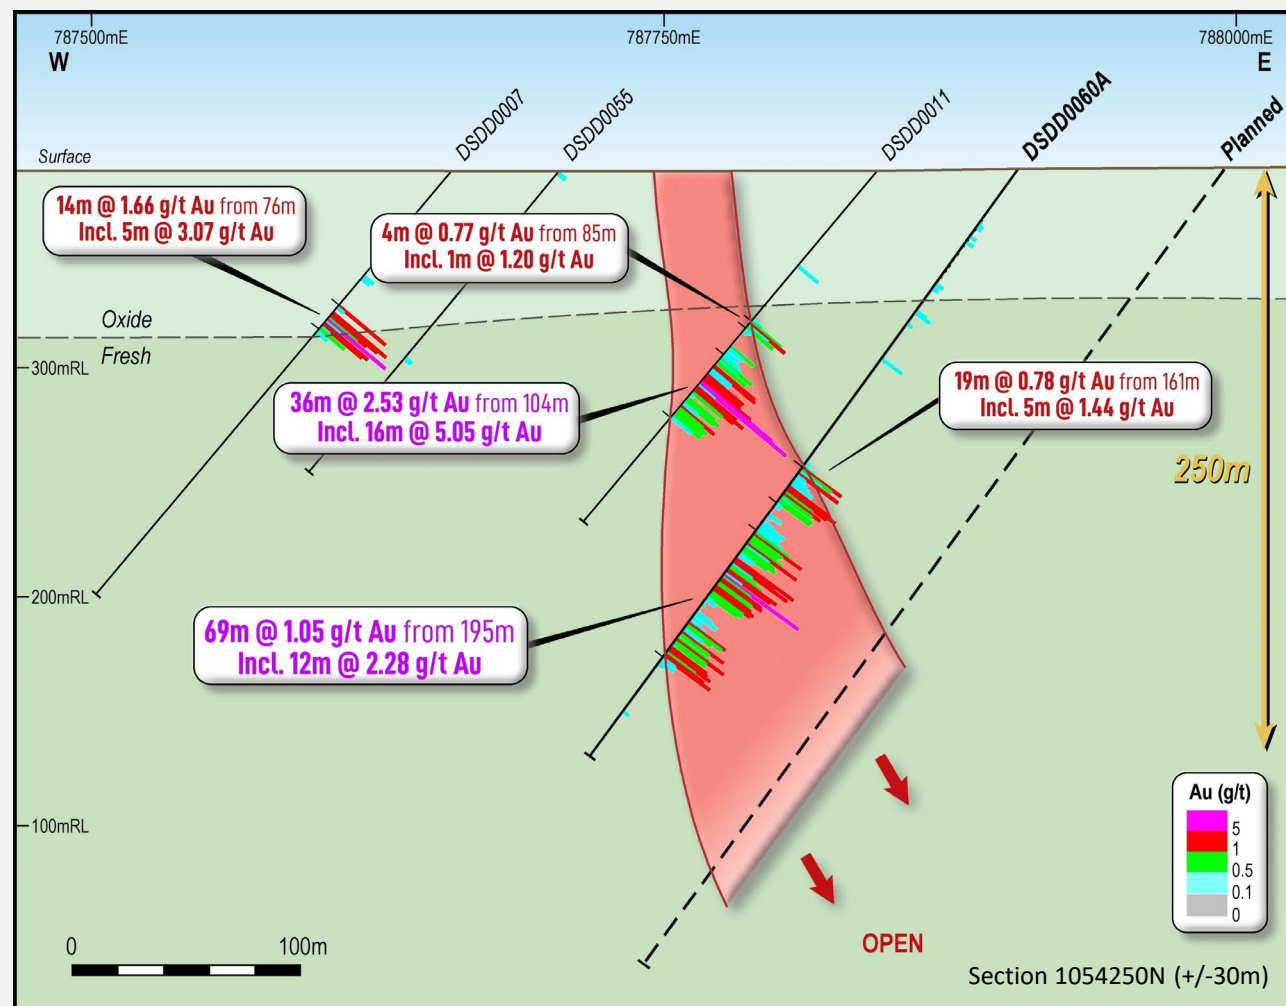 787500mE
787750mE
788000mE
W
E
DSDD0007
DSDD0055
DSDD0011
DSDD0060A
Planned
Surface
14m @ 1.66 g/t Au from 76m
Incl. 5m @ 3.07 g/t Au
4m @ 0.77 g/t Au from 85m
Incl. 1m @ 1.20 g/t Au
Oxide
Fresh
300mRL
36m @ 2.53 g/t Au from 104m
Incl. 16m @ 5.05 g/t Au
19m @ 0.78 g/t Au from 161m
Incl. 5m @ 1.44 g/t Au
250m
200mRL
69m @ 1.05 g/t Au from 195m
Incl. 12m @ 2.28 g/t Au
100mRL
Au (g/t)
5
1
0.5
0.1
0
0
100m
OPEN
Section 1054250N (+/-30m)